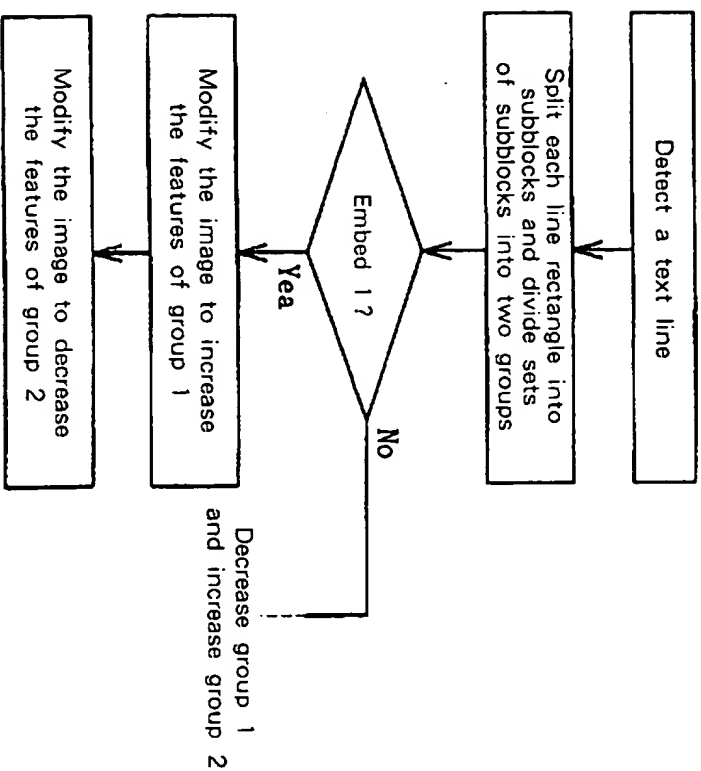 Detect a text line
Split each line rectangle into
subblocks and divide sets
of subblocks into two groups
Embed 1?
No
Yea
Modify the image to increase
the features of group 1
Decrease group 1
and increase group 2
Modify the image to decrease
the features of group 2